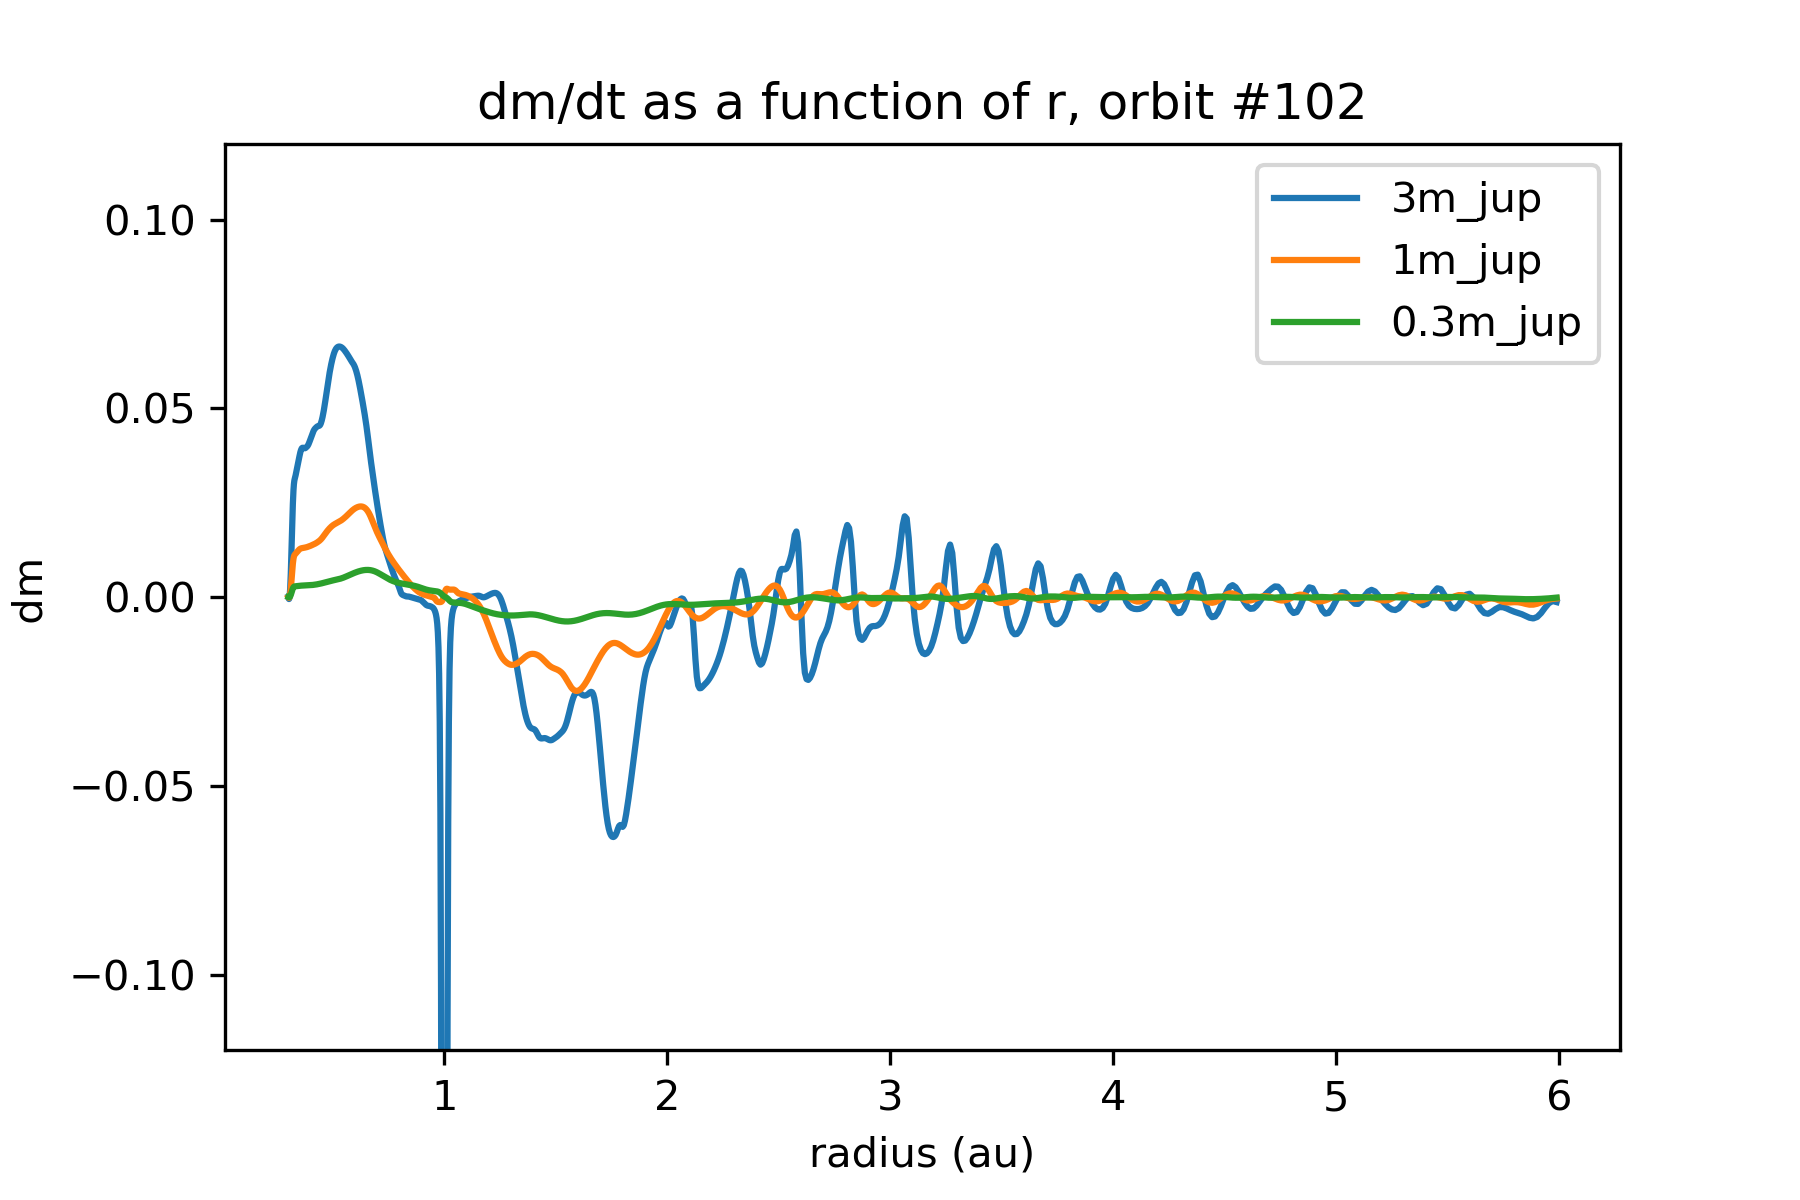 dm/dt as a function of r, orbit #102
3m_jup
1m_jup
0.3m_jup
dm
0.10
0.05
0.00
−0.05
−0.10
1 2 3 4 5 6
radius (au)